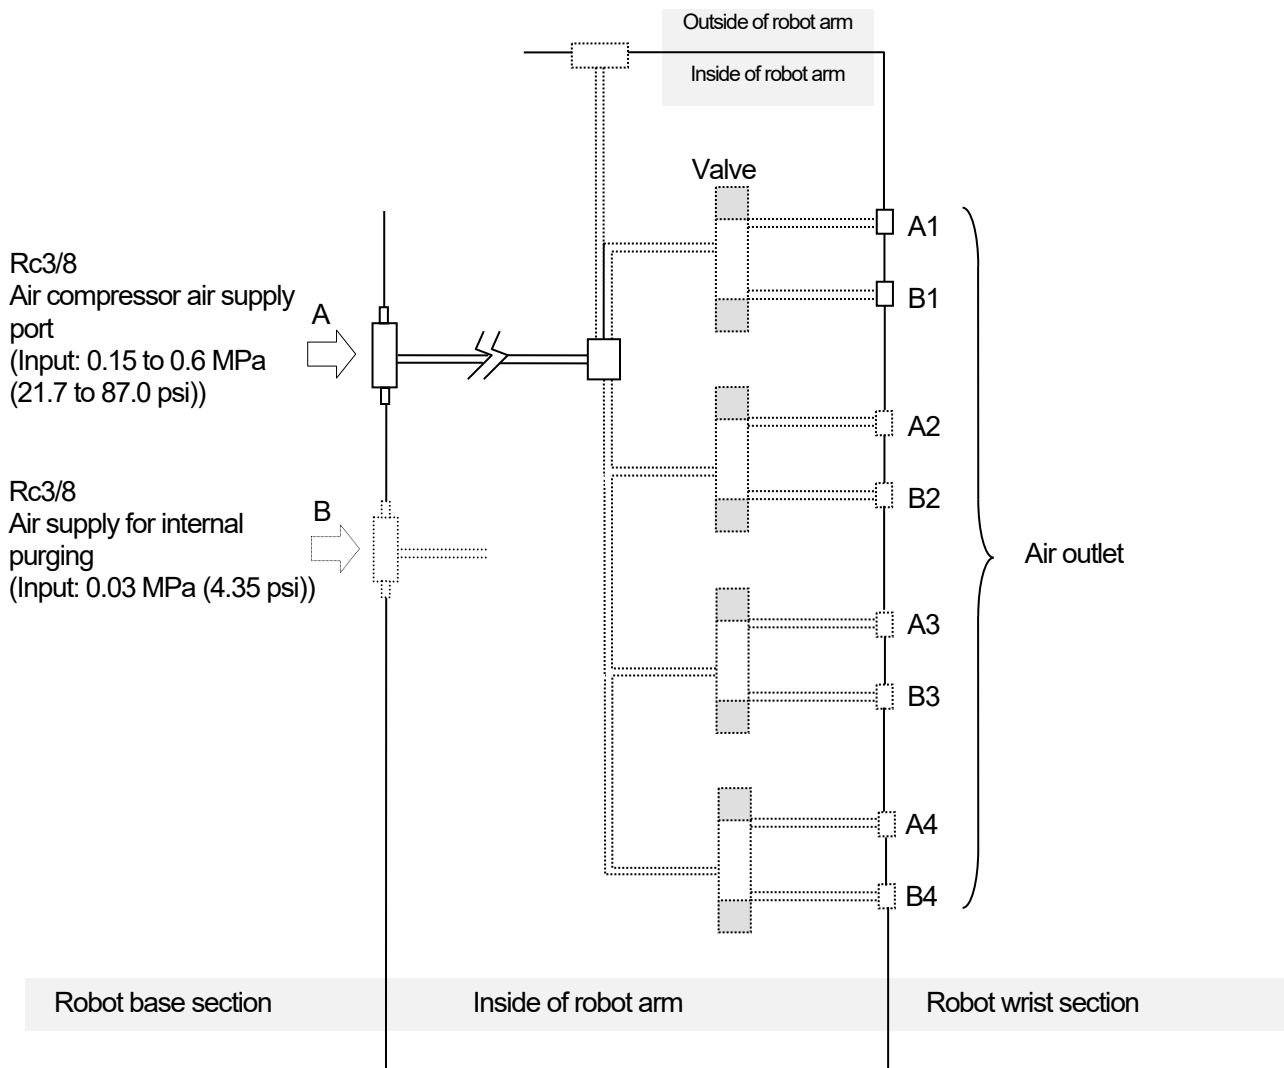 Outside of robot arm
Inside of robot arm
Valve
A1
B1
Rc3/8
Air compressor air supply
port
(Input: 0.15 to 0.6 MPa
(21.7 to 87.0 psi))
A
A2
B2
Rc3/8
Air supply for internal
purging
(Input: 0.03 MPa (4.35 psi))
B
Air outlet
A3
B3
A4
B4
Robot base section
Inside of robot arm
Robot wrist section